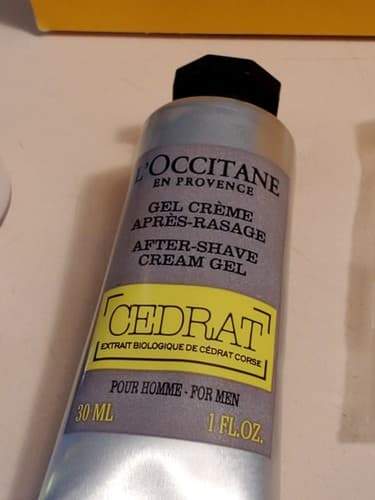 L'OCCITANE
EN PROVENCE
GEL CRÈME
APRÈS-RASAGE
AFTER-SHAVE
CREAM GEL
CEDRAT
EXTRAIT BIOLOGIQUE DE CÉDRAT CORSE
POUR HOMME - FOR MEN
30 ML 1 FL.OZ.